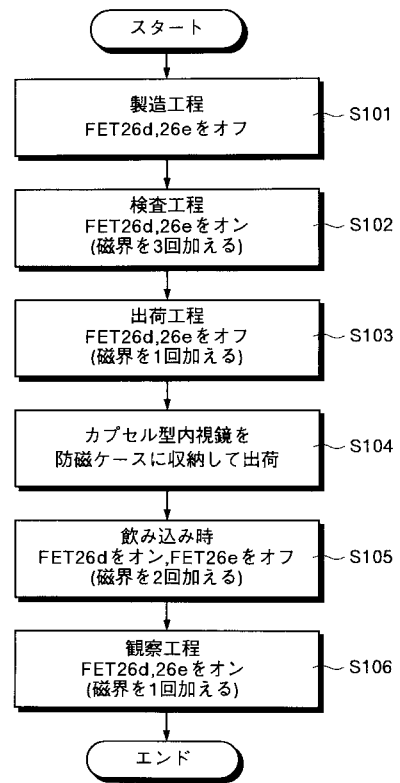 スタート
製造工程
FET26d,26eをオフ
S101
検査工程
FET26d,26eをオン
(磁界を3回加える)
S102
出荷工程
FET26d,26eをオフ
(磁界を1回加える)
S103
カプセル型内視鏡を
防磁ケースに収納して出荷
S104
飲み込み時
FET26dをオン,FET26eをオフ
(磁界を2回加える)
S105
観察工程
FET26d,26eをオン
(磁界を1回加える)
S106
エンド